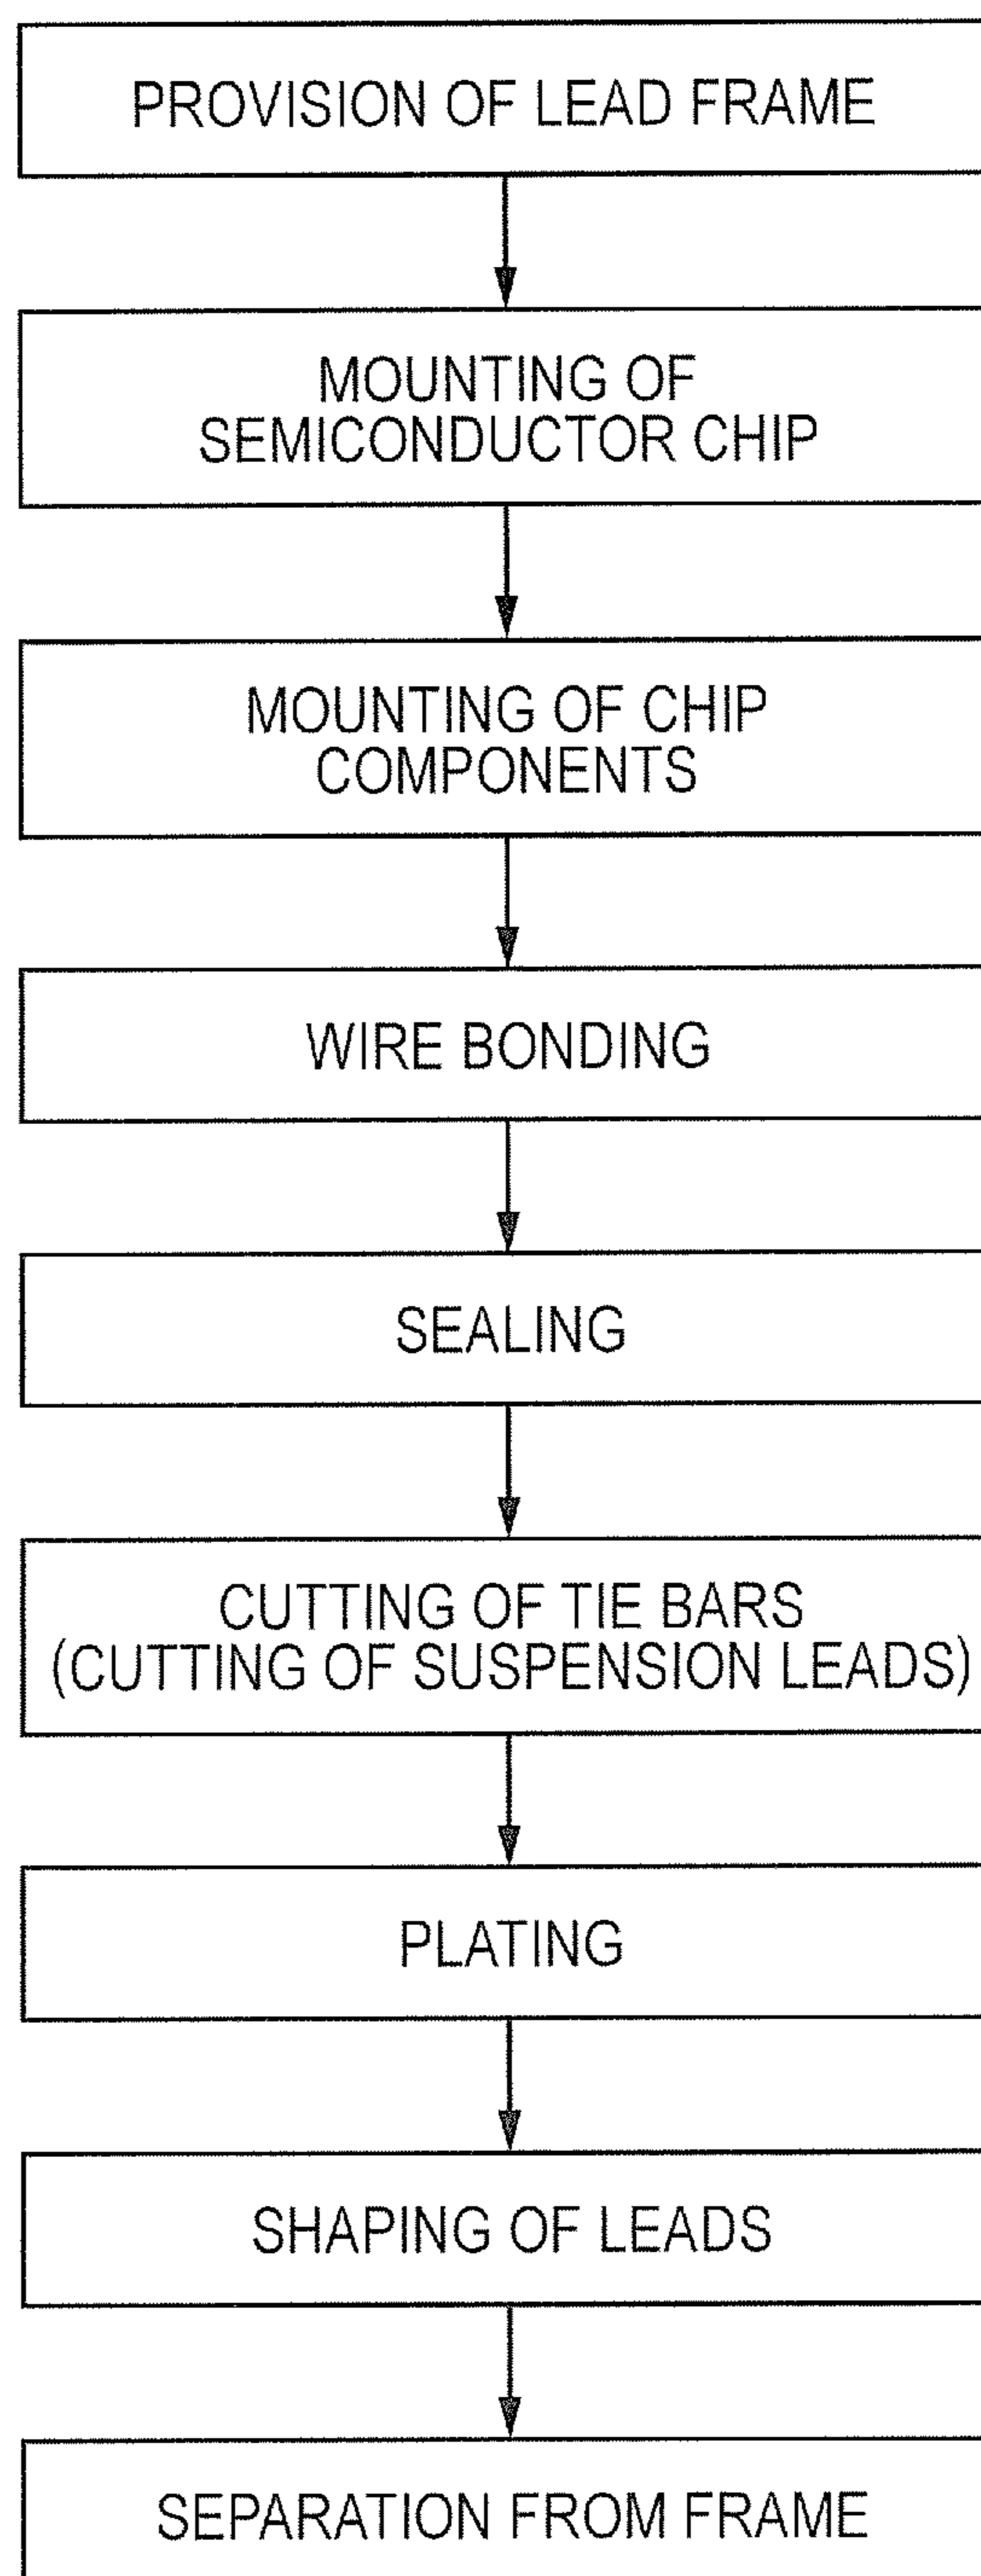 PROVISION OF LEAD FRAME
MOUNTING OF
SEMICONDUCTOR CHIP
MOUNTING OF CHIP
COMPONENTS
WIRE BONDING
SEALING
CUTTING OF TIE BARS
(CUTTING OF SUSPENSION LEADS)
PLATING
SHAPING OF LEADS
SEPARATION FROM FRAME